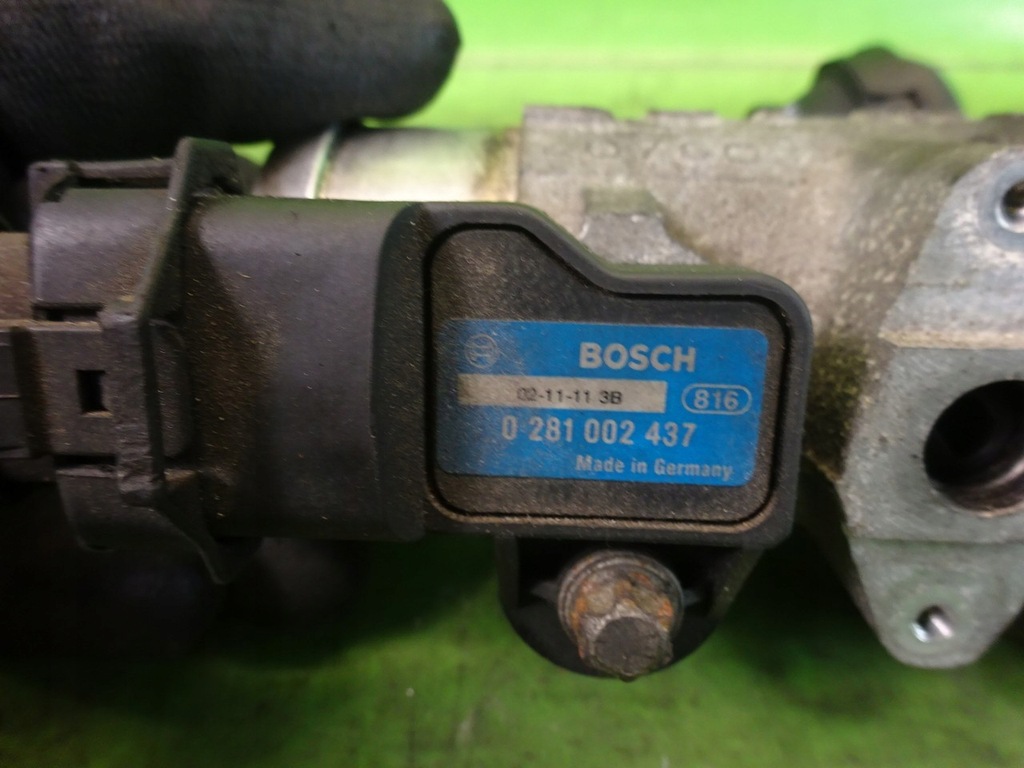 BOSCH
02-11-11 3B
816
0 281 002 437
Made in Germany